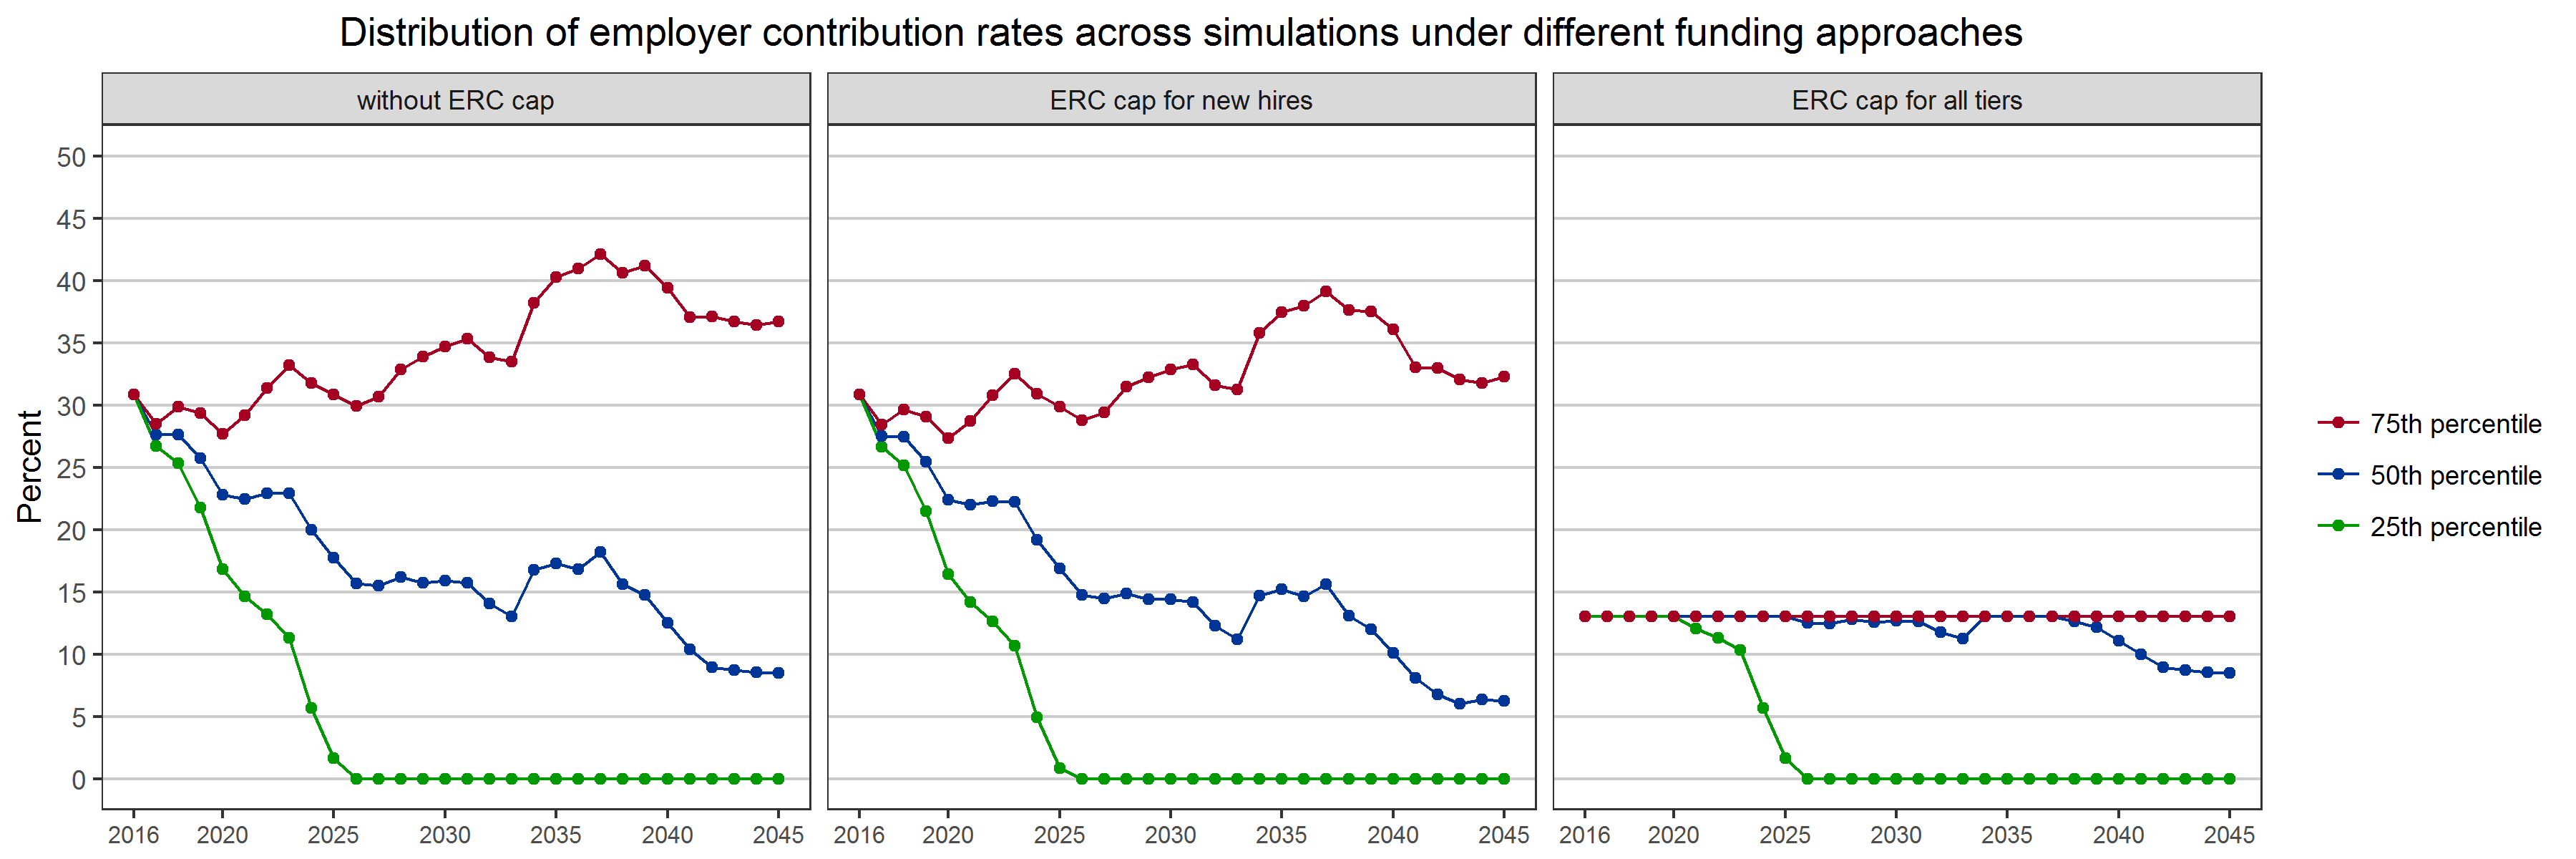 Distribution of employer contribution rates across simulations under different funding approaches
without ERC cap
ERC cap for new hires
ERC cap for all tiers
Percent
50
45
40
35
30
25
20
15
10
5
0
2016 2020 2025 2030 2035 2040 2045
2016 2020 2025 2030 2035 2040 2045
2016 2020 2025 2030 2035 2040 2045
75th percentile
50th percentile
25th percentile